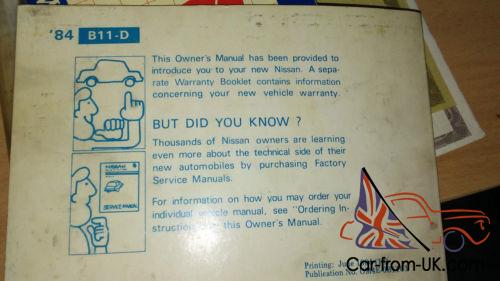 '84 B11-D
This Owner's Manual has been provided to
introduce you to your new Nissan. A sepa-
rate Warranty Booklet contains information
concerning your new vehicle warranty.
BUT DID YOU KNOW ?
Thousands of Nissan owners are learning
even more about the technical side of their
new automobiles by purchasing Factory
Service Manuals.
For information on how you may order your
individual vehicle manual, see "Ordering In-
this Owner's Manual.
NISSAN
SERVICE MANUAL
Printing:
Publication No.
Car-from-UK.com